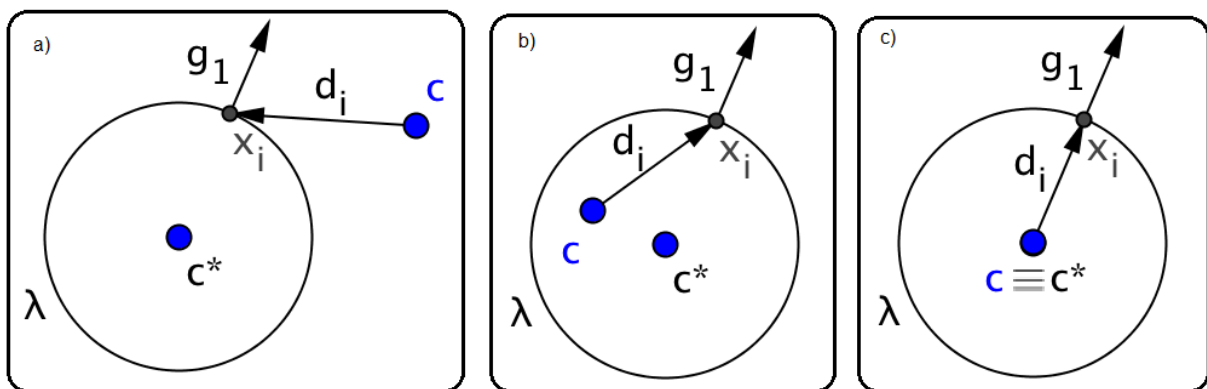 a)
g₁
dᵢ
c
xᵢ
c*
λ
b)
g₁
dᵢ
xᵢ
c
c*
λ
c)
g₁
dᵢ
xᵢ
c ≡ c*
λ